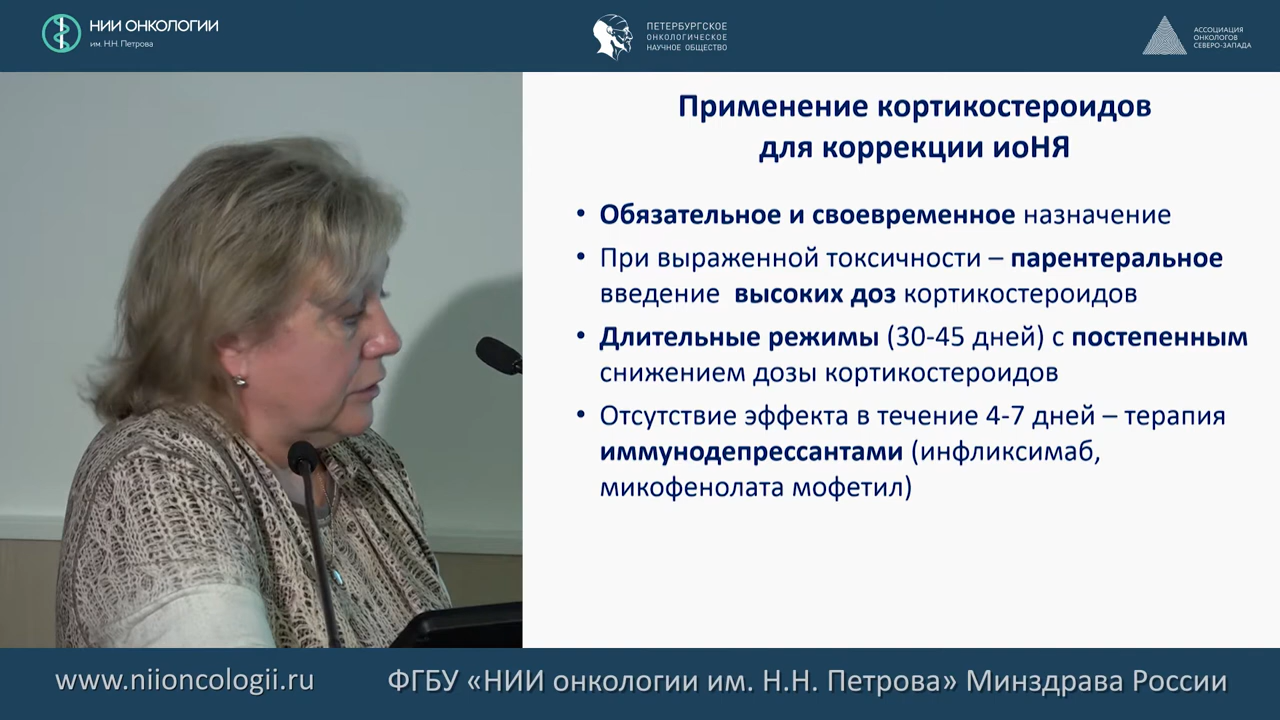 НИИ ОНКОЛОГИИ
им. Н.Н. Петрова
ПЕТЕРБУРГСКОЕ
ОНКОЛОГИЧЕСКОЕ
НАУЧНОЕ ОБЩЕСТВО
АССОЦИАЦИЯ
ОНКОЛОГОВ
СЕВЕРО-ЗАПАДА
Применение кортикостероидов
для коррекции иоНЯ
• Обязательное и своевременное назначение
• При выраженной токсичности – парентеральное
введение высоких доз кортикостероидов
• Длительные режимы (30-45 дней) с постепенным
снижением дозы кортикостероидов
• Отсутствие эффекта в течение 4-7 дней – терапия
иммунодепрессантами (инфликсимаб,
микофенолата мофетил)
www.niioncologii.ru
ФГБУ «НИИ онкологии им. Н.Н. Петрова» Минздрава России